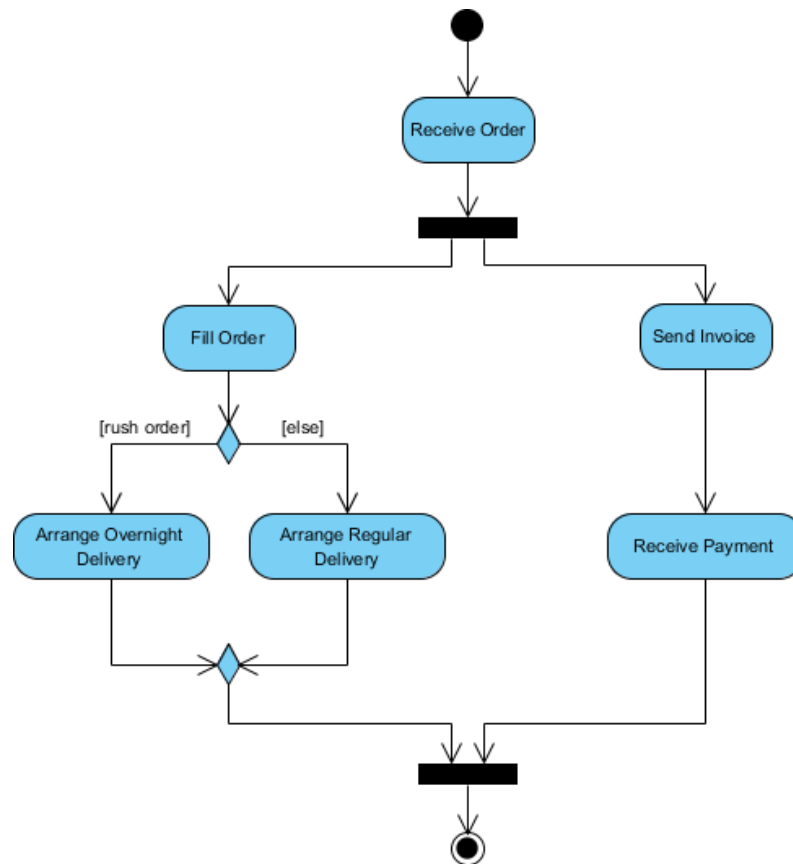 Receive Order
Fill Order
Send Invoice
[rush order]
[else]
Arrange Overnight
Delivery
Arrange Regular
Delivery
Receive Payment